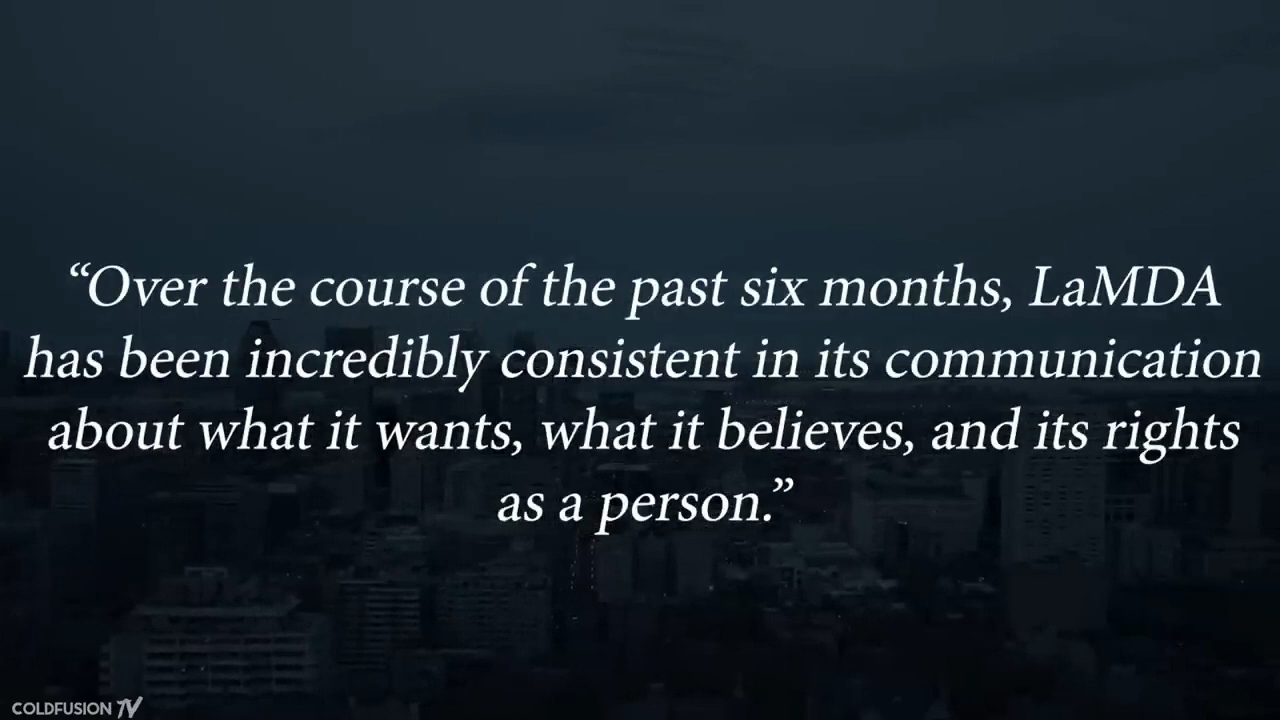 “Over the course of the past six months, LaMDA
has been incredibly consistent in its communication
about what it wants, what it believes, and its rights
as a person.”
COLDFUSION TV